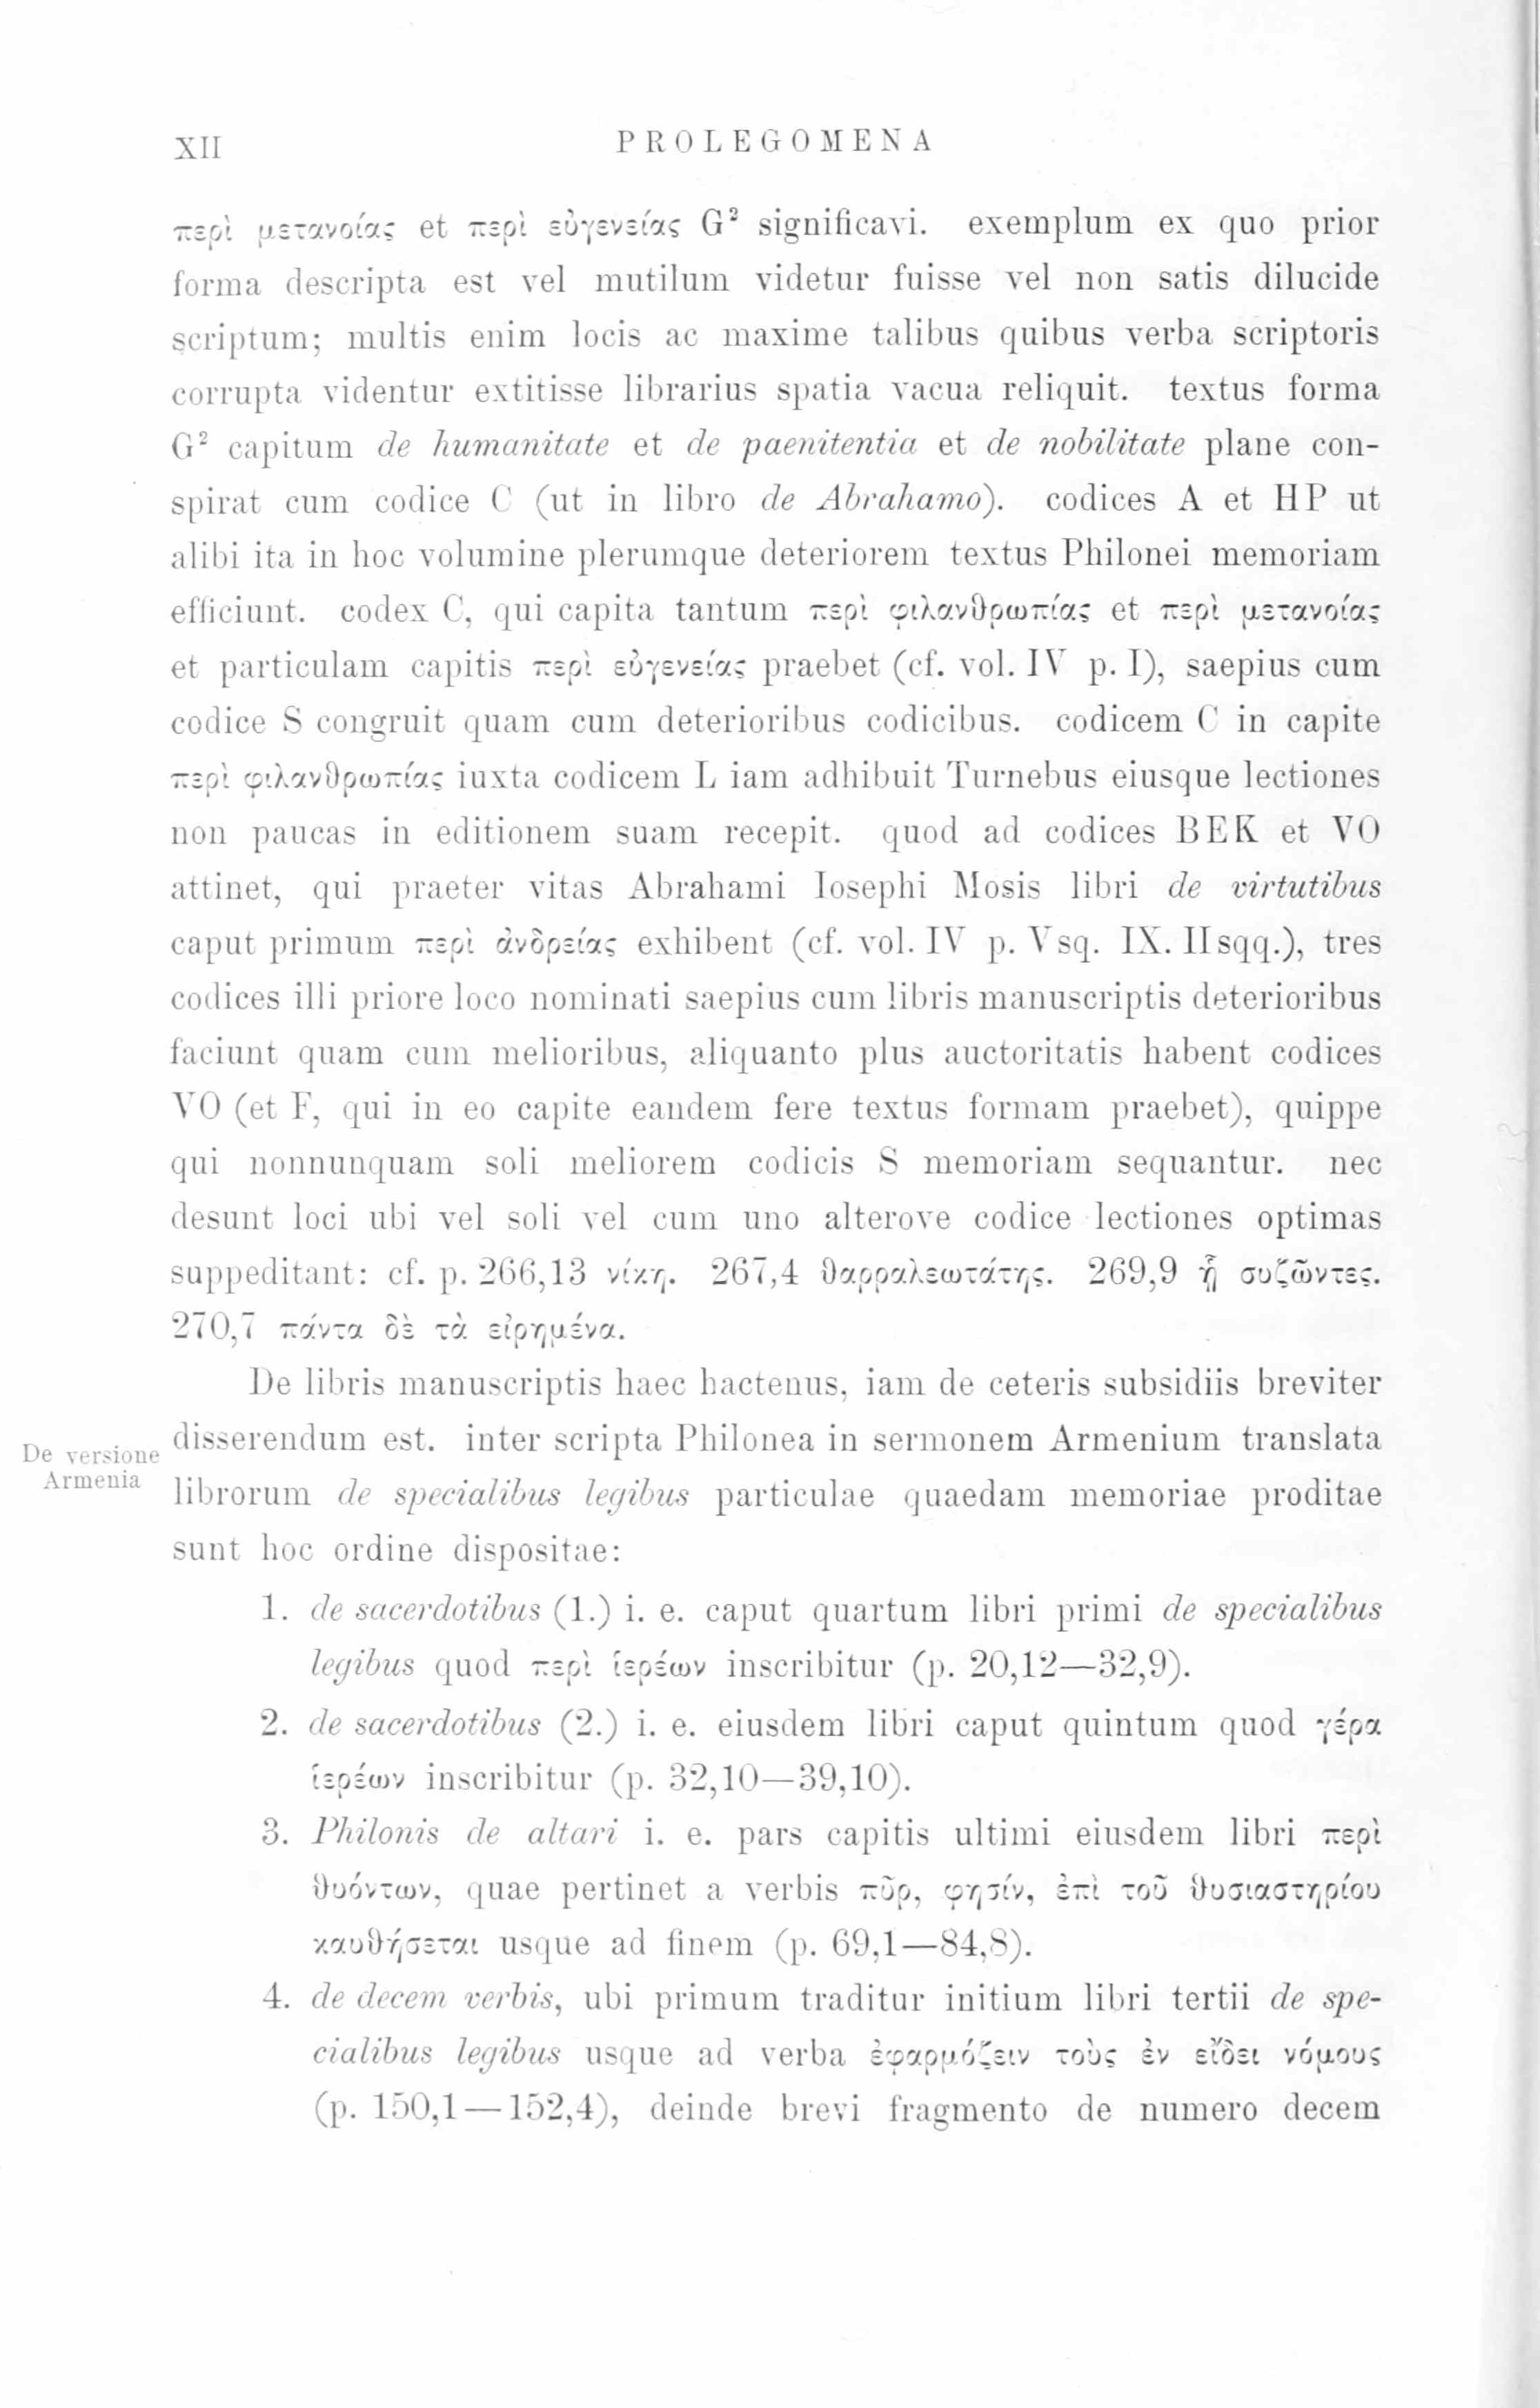 XII PROLEGOMENA
περὶ μετανοίας et περὶ εὐγενείας G² significavi. exemplum ex quo prior
forma descripta est vel mutilum videtur fuisse vel non satis dilucide
scriptum; multis enim locis ac maxime talibus quibus verba scriptoris
corrupta videntur extitisse librarius spatia vacua reliquit. textus forma
G² capitum de humanitate et de paenitentia et de nobilitate plane con-
spirat cum codice C (ut in libro de Abrahamo). codices A et HP ut
alibi ita in hoc volumine plerumque deteriorem textus Philonei memoriam
efficiunt. codex C, qui capita tantum περὶ φιλανθρωπίας et περὶ μετανοίας
et particulam capitis περὶ εὐγενείας praebet (cf. vol. IV p. I), saepius cum
codice S congruit quam cum deterioribus codicibus. codicem C in capite
περὶ φιλανθρωπίας iuxta codicem L iam adhibuit Turnebus eiusque lectiones
non paucas in editionem suam recepit. quod ad codices BEK et VO
attinet, qui praeter vitas Abrahami Iosephi Mosis libri de virtutibus
caput primum περὶ ἀνδρείας exhibent (cf. vol. IV p. V sq. IX. II sqq.), tres
codices illi priore loco nominati saepius cum libris manuscriptis deterioribus
faciunt quam cum melioribus, aliquanto plus auctoritatis habent codices
VO (et F, qui in eo capite eandem fere textus formam praebet), quippe
qui nonnunquam soli meliorem codicis S memoriam sequantur. nec
desunt loci ubi vel soli vel cum uno alterove codice lectiones optimas
suppeditant: cf. p. 266,13 νίκη. 267,4 θαρραλεωτάτης. 269,9 ᾗ συζῶντες.
270,7 πάντα δὲ τὰ εἰρημένα.
De libris manuscriptis haec hactenus, iam de ceteris subsidiis breviter
De versione
Armenia
disserendum est. inter scripta Philonea in sermonem Armenium translata
librorum de specialibus legibus particulae quaedam memoriae proditae
sunt hoc ordine dispositae:
1. de sacerdotibus (1.) i. e. caput quartum libri primi de specialibus
legibus quod περὶ ἱερέων inscribitur (p. 20,12—32,9).
2. de sacerdotibus (2.) i. e. eiusdem libri caput quintum quod γέρα
ἱερέων inscribitur (p. 32,10—39,10).
3. Philonis de altari i. e. pars capitis ultimi eiusdem libri περὶ
θυόντων, quae pertinet a verbis πῦρ, φησίν, ἐπὶ τοῦ θυσιαστηρίου
καυθήσεται usque ad finem (p. 69,1—84,8).
4. de decem verbis, ubi primum traditur initium libri tertii de spe-
cialibus legibus usque ad verba ἐφαρμόζειν τοὺς ἐν εἴδει νόμους
(p. 150,1—152,4), deinde brevi fragmento de numero decem